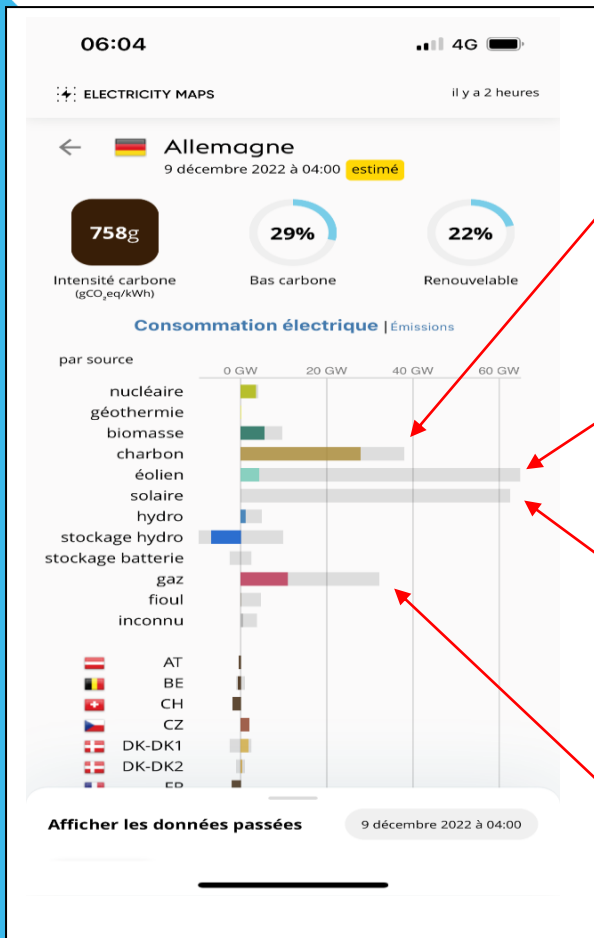 06:04 4G
ELECTRICITY MAPS il y a 2 heures
Allemagne
9 décembre 2022 à 04:00 estimé
758g 29% 22%
Intensité carbone Bas carbone Renouvelable
(gCO₂eq/kWh)
Consommation électrique | Émissions
par source
0 GW 20 GW 40 GW 60 GW
nucléaire
géothermie
biomasse
charbon
éolien
solaire
hydro
stockage hydro
stockage batterie
gaz
fioul
inconnu
AT
BE
CH
CZ
DK-DK1
DK-DK2
FR
Afficher les données passées 9 décembre 2022 à 04:00